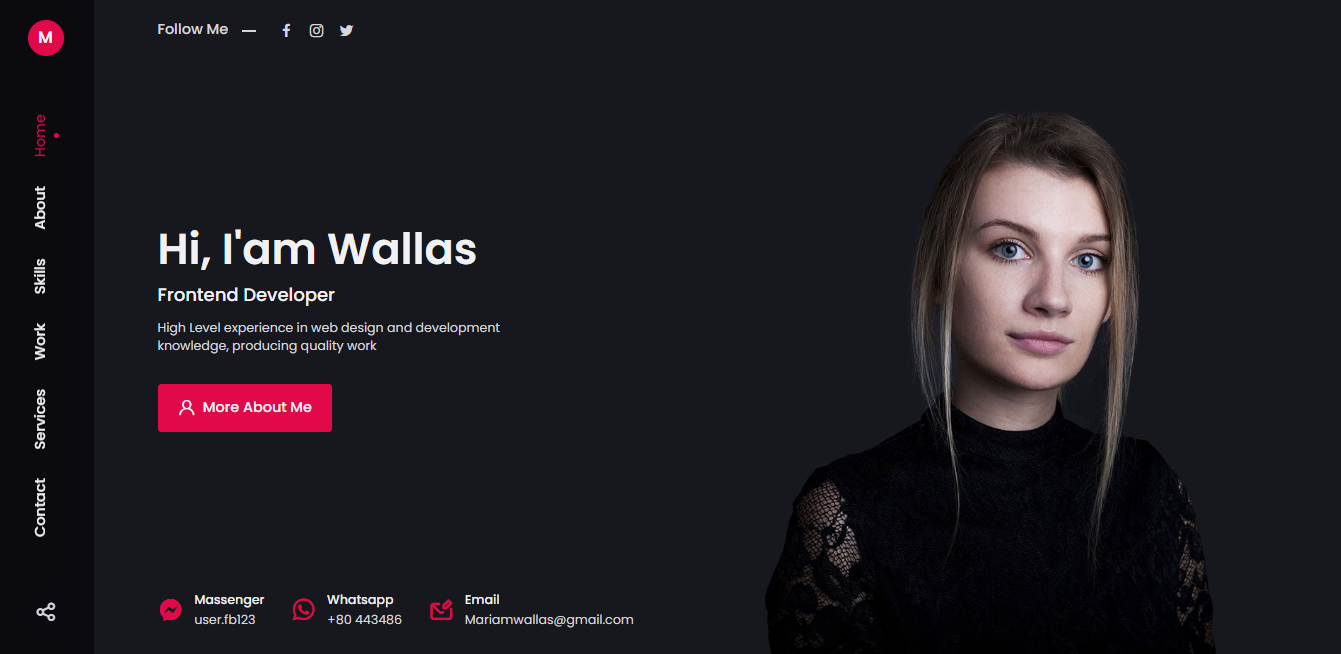 M
Home
About
Skills
Work
Services
Contact
Follow Me
Hi, I'am Wallas
Frontend Developer
High Level experience in web design and development
knowledge, producing quality work
More About Me
Massenger
user.fb123
Whatsapp
+80 443486
Email
Mariamwallas@gmail.com